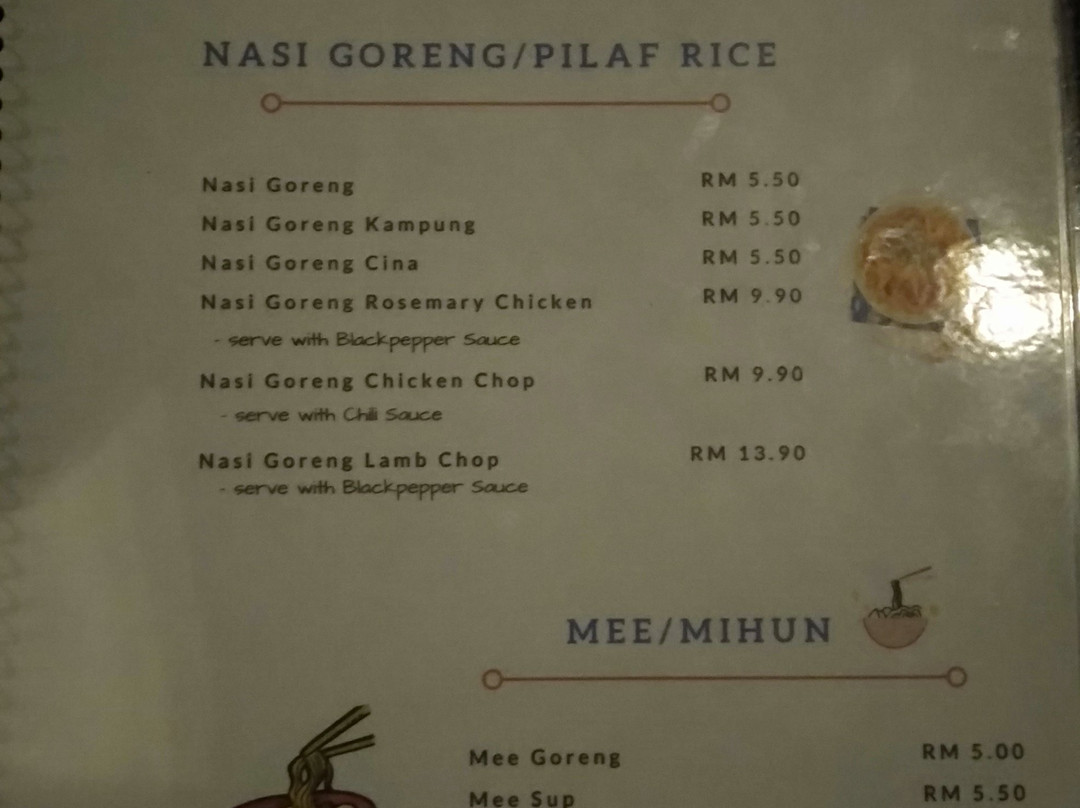 NASI GORENG/PILAF RICE
Nasi Goreng RM 5.50
Nasi Goreng Kampung RM 5.50
Nasi Goreng Cina RM 5.50
Nasi Goreng Rosemary Chicken RM 9.90
- serve with Blackpepper Sauce
Nasi Goreng Chicken Chop RM 9.90
- serve with Chili Sauce
Nasi Goreng Lamb Chop RM 13.90
- serve with Blackpepper Sauce
MEE/MIHUN
Mee Goreng RM 5.00
Mee Sup RM 5.50